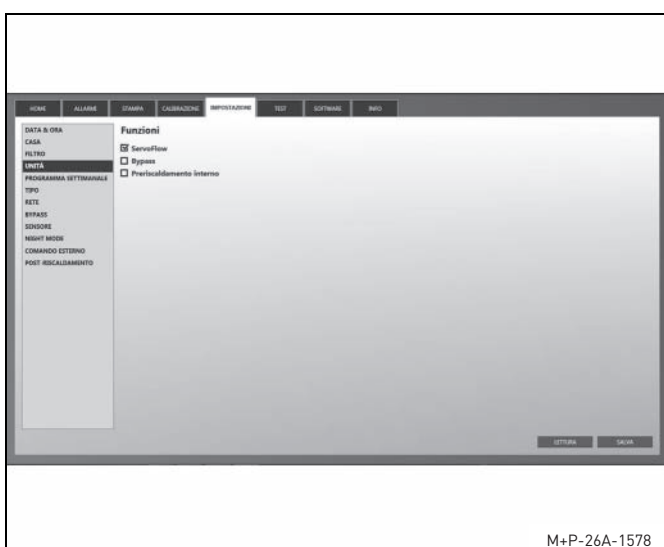 HOME ALLARMI STAMPA CALIBRAZIONE IMPOSTAZIONI TEST SOFTWARE INFO
DATA & ORA
CASA
FILTRO
UNITÀ
PROGRAMMA SETTIMANALE
TIPO
RETE
BYPASS
SENSORE
NIGHT MODE
COMANDO ESTERNO
POST-RISCALDAMENTO
Funzioni
ServoFlow
Bypass
Preriscaldamento interno
LETTURA SALVA
M+P-26A-1578